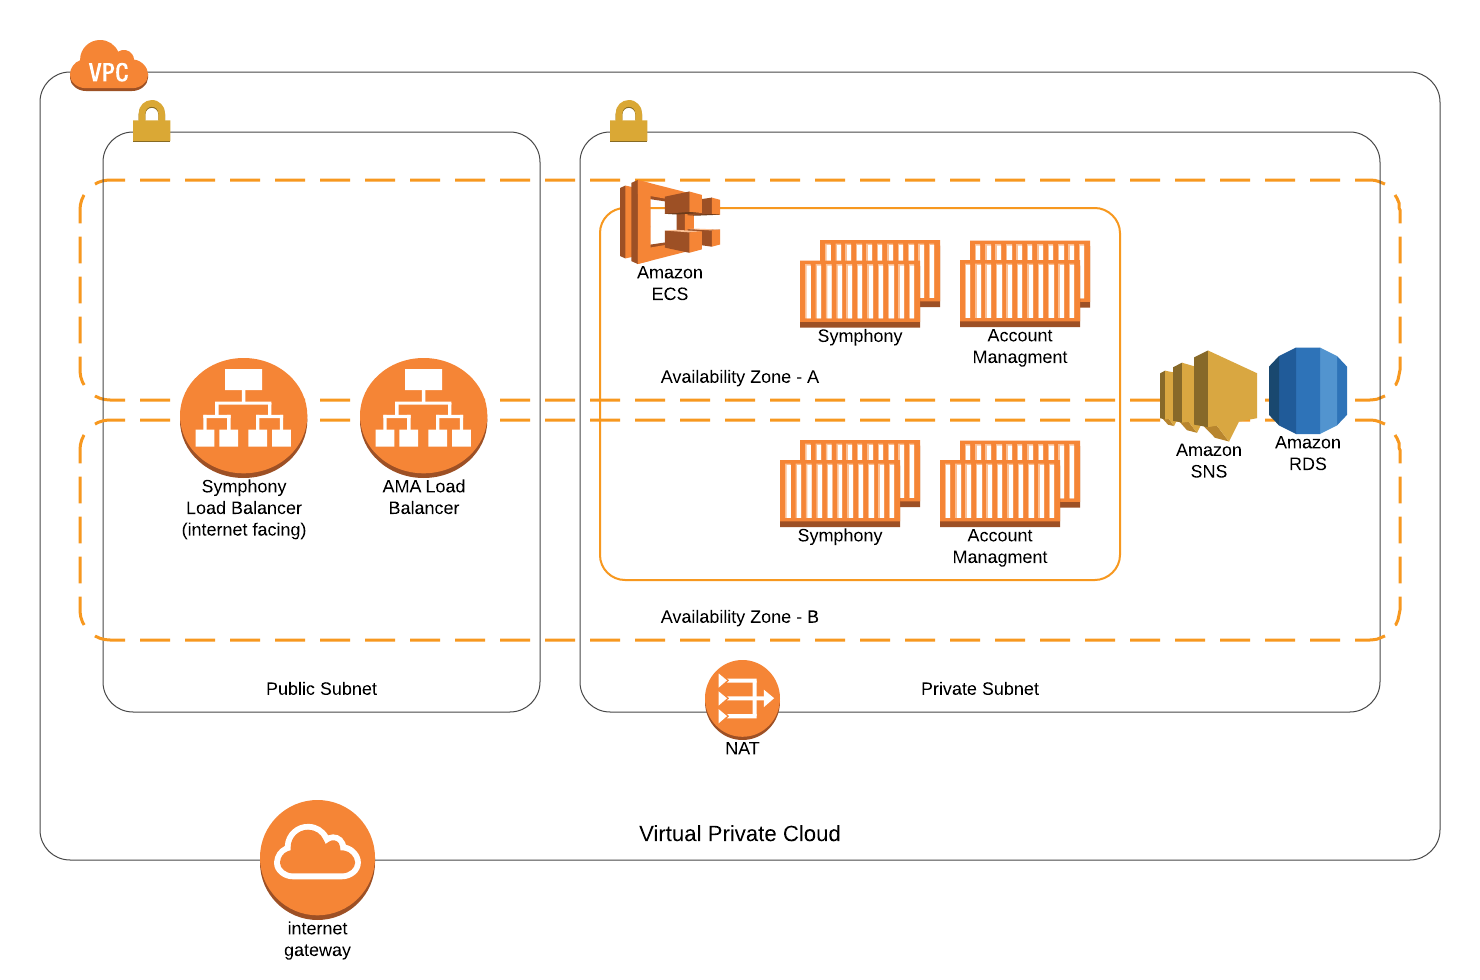 VPC
Amazon
ECS
Symphony
Account
Managment
Availability Zone - A
Symphony
Load Balancer
(internet facing)
AMA Load
Balancer
Amazon
SNS
Amazon
RDS
Symphony
Account
Managment
Availability Zone - B
Public Subnet
Private Subnet
NAT
Virtual Private Cloud
internet
gateway